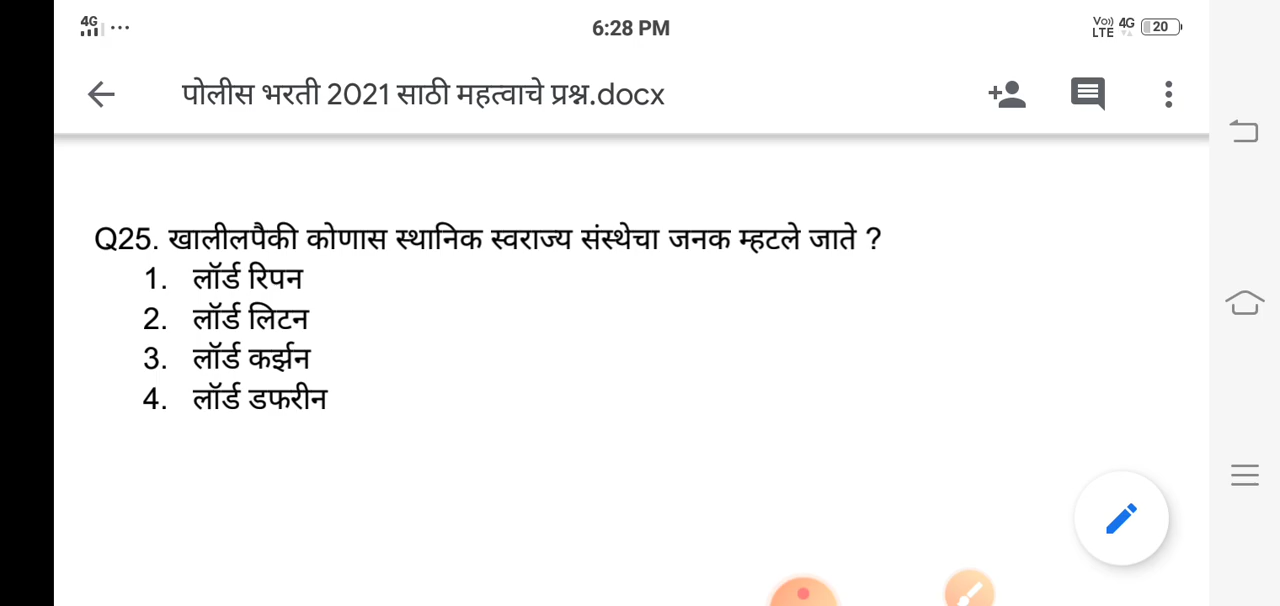 4G ... 6:28 PM Vo)) LTE 4G 20
पोलीस भरती 2021 साठी महत्वाचे प्रश्न.docx
Q25. खालीलपैकी कोणास स्थानिक स्वराज्य संस्थेचा जनक म्हटले जाते ?
1. लॉर्ड रिपन
2. लॉर्ड लिटन
3. लॉर्ड कर्झन
4. लॉर्ड डफरीन